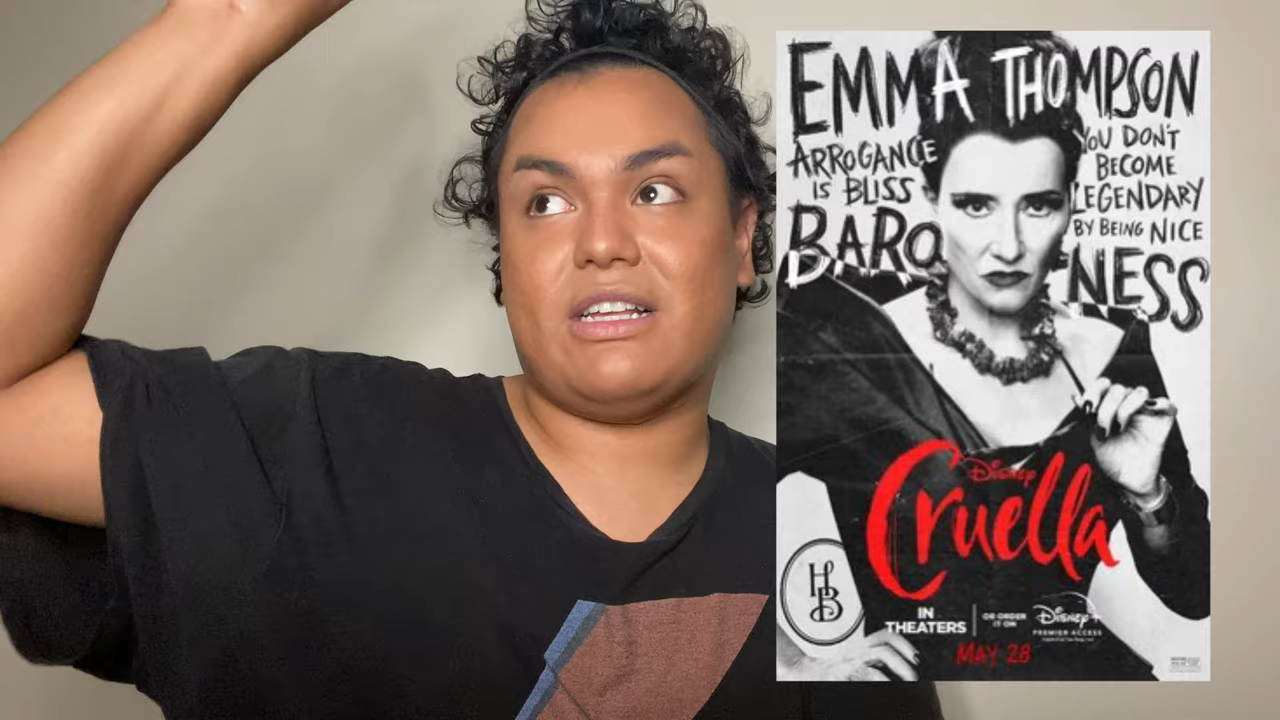 EMMA THOMPSON
ARROGANCE
IS BLISS
YOU DON'T
BECOME
LEGENDARY
BY BEING NICE
BARO
NESS
DISNEP
Cruella
HB
IN
THEATERS
OR ORDER
IT ON
Disney+
PREMIER ACCESS
MAY 28